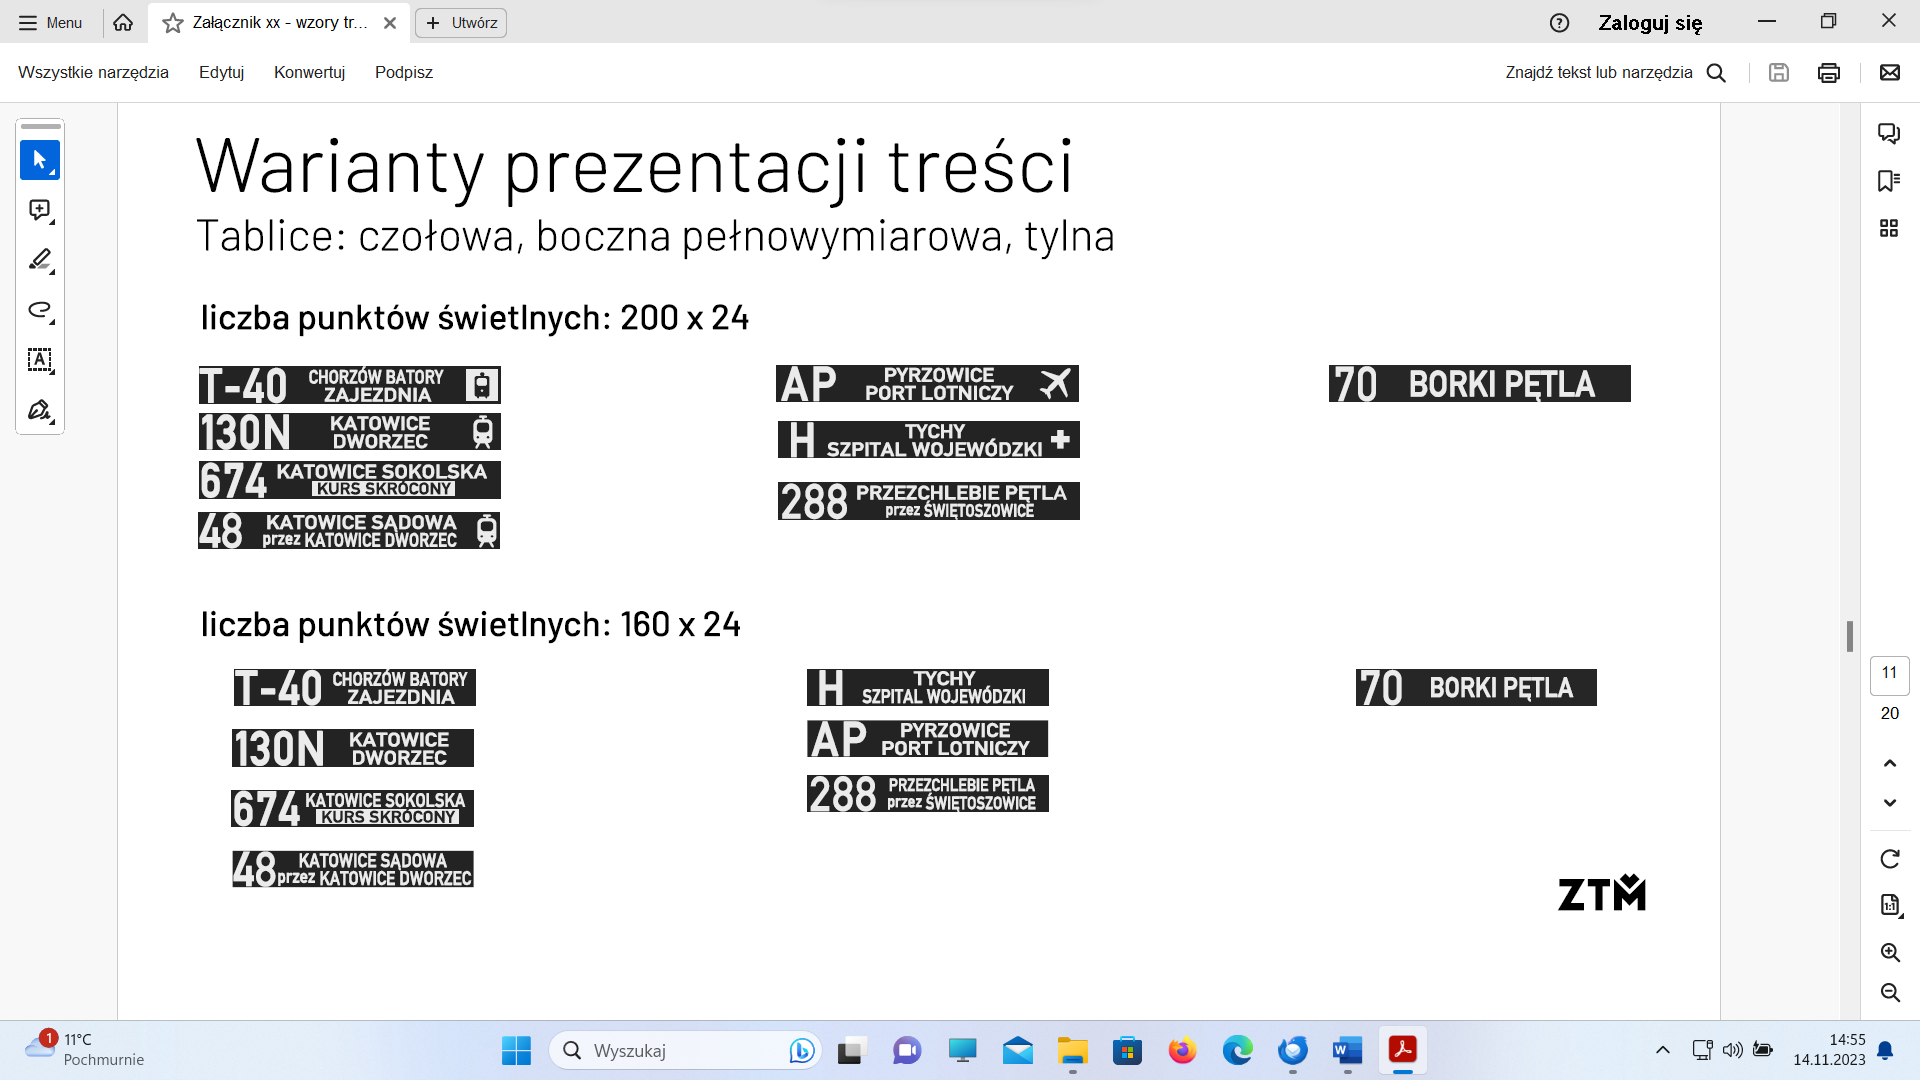 Menu
Załącznik xx - wzory tr...
Utwórz
Zaloguj się
Wszystkie narzędzia
Edytuj
Konwertuj
Podpisz
Znajdź tekst lub narzędzia
Warianty prezentacji treści
Tablice: czołowa, boczna pełnowymiarowa, tylna
liczba punktów świetlnych: 200 x 24
T-40 CHORZÓW BATORY
ZAJEZDNIA
130N KATOWICE
DWORZEC
674 KATOWICE SOKOLSKA
KURS SKRÓCONY
48 KATOWICE SĄDOWA
przez KATOWICE DWORZEC
AP PYRZOWICE
PORT LOTNICZY
H TYCHY
SZPITAL WOJEWÓDZKI
288 PRZEZCHLEBIE PĘTLA
przez ŚWIĘTOSZOWICE
70 BORKI PĘTLA
liczba punktów świetlnych: 160 x 24
T-40 CHORZÓW BATORY
ZAJEZDNIA
130N KATOWICE
DWORZEC
674 KATOWICE SOKOLSKA
KURS SKRÓCONY
48 KATOWICE SĄDOWA
przez KATOWICE DWORZEC
H TYCHY
SZPITAL WOJEWÓDZKI
AP PYRZOWICE
PORT LOTNICZY
288 PRZEZCHLEBIE PĘTLA
przez ŚWIĘTOSZOWICE
70 BORKI PĘTLA
ZTM
11
20
1:1
1
11°C
Pochmurnie
Wyszukaj
14:55
14.11.2023